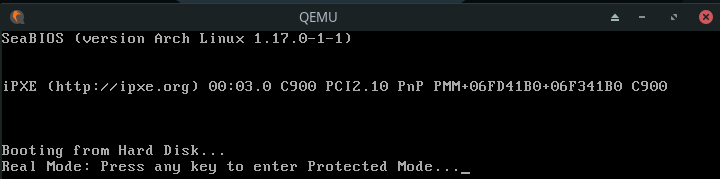 QEMU
SeaBIOS (version Arch Linux 1.17.0-1-1)
iPXE (http://ipxe.org) 00:03.0 C900 PCI2.10 PnP PMM+06FD41B0+06F341B0 C900
Booting from Hard Disk...
Real Mode: Press any key to enter Protected Mode..._